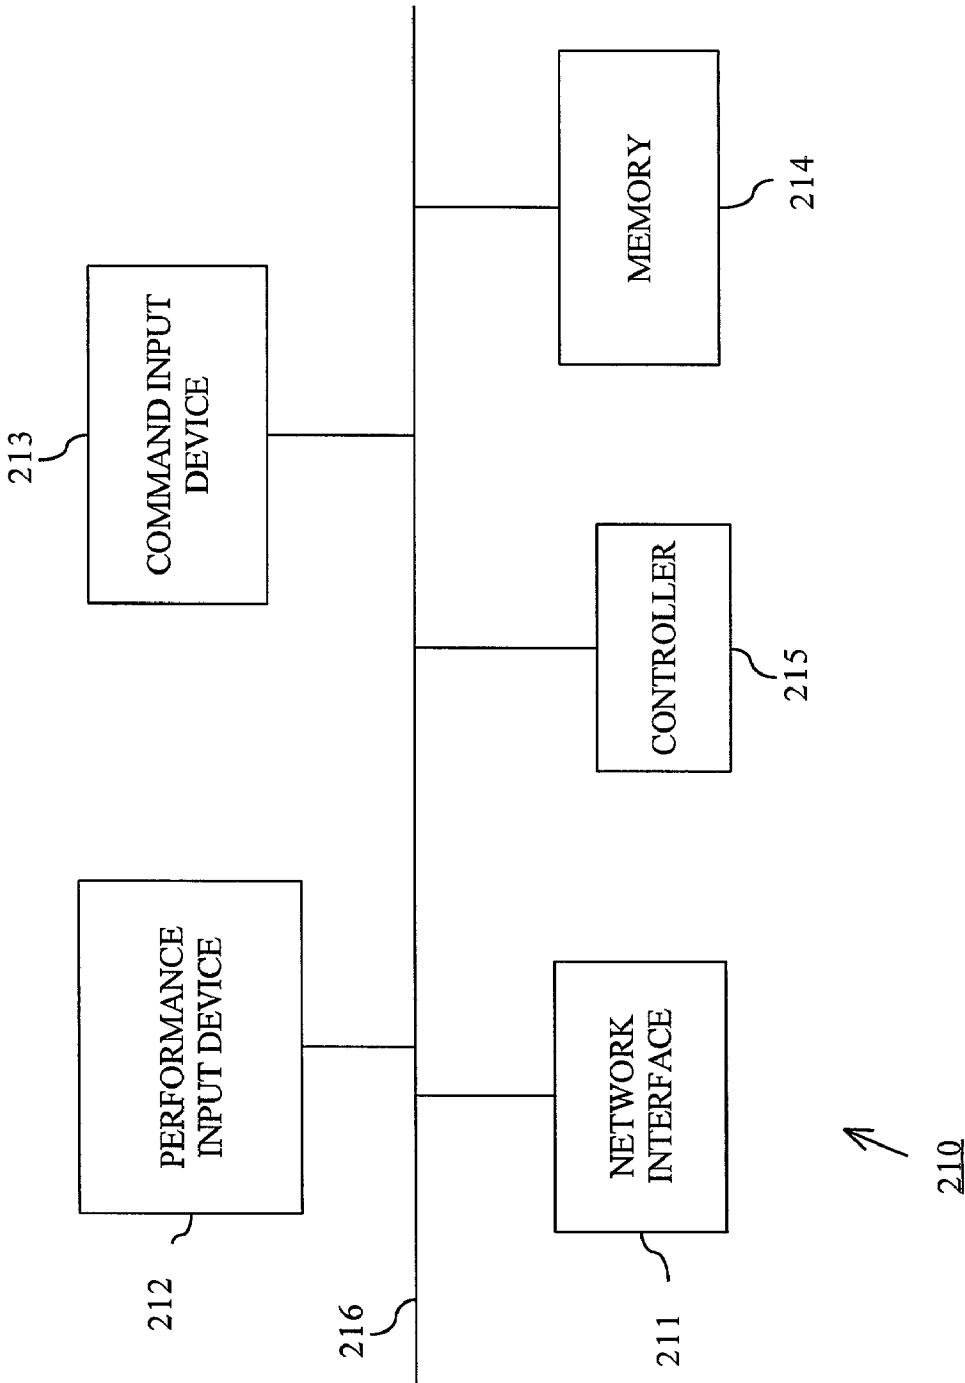 212
PERFORMANCE
INPUT DEVICE
213
COMMAND INPUT
DEVICE
216
211
NETWORK
INTERFACE
CONTROLLER
215
MEMORY
214
210